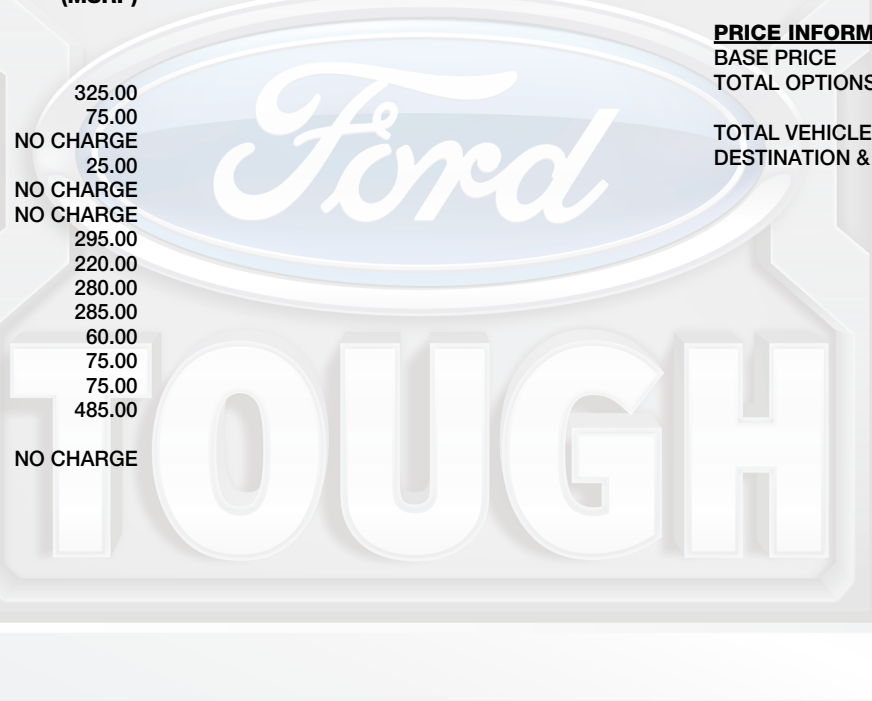 (MSRP)
325.00
75.00
NO CHARGE
25.00
NO CHARGE
NO CHARGE
295.00
220.00
280.00
285.00
60.00
75.00
75.00
485.00
NO CHARGE
PRICE INFORM
BASE PRICE
TOTAL OPTIONS
TOTAL VEHICLE
DESTINATION &
Ford
TOUGH